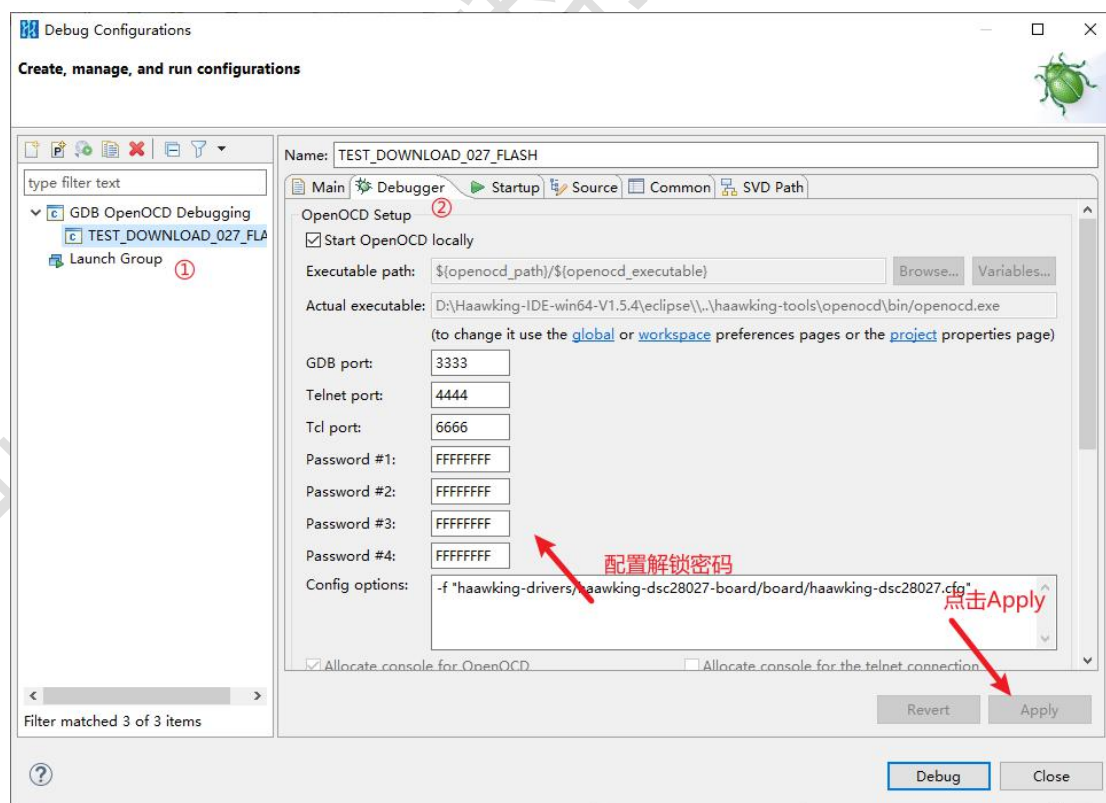 Debug Configurations
Create, manage, and run configurations
type filter text
GDB OpenOCD Debugging
TEST_DOWNLOAD_027_FLA
Launch Group
①
Filter matched 3 of 3 items
Name: TEST_DOWNLOAD_027_FLASH
Main Debugger Startup Source Common SVD Path
②
OpenOCD Setup
Start OpenOCD locally
Executable path: ${openocd_path}/${openocd_executable} Browse... Variables...
Actual executable: D:\Haawking-IDE-win64-V1.5.4\eclipse\\..\haawking-tools\openocd\bin/openocd.exe
(to change it use the global or workspace preferences pages or the project properties page)
GDB port: 3333
Telnet port: 4444
Tcl port: 6666
Password #1: FFFFFFFF
Password #2: FFFFFFFF
Password #3: FFFFFFFF
Password #4: FFFFFFFF
配置解锁密码
Config options: -f "haawking-drivers/haawking-dsc28027-board/board/haawking-dsc28027.cfg"
点击Apply
Allocate console for OpenOCD Allocate console for the telnet connection
Revert Apply
Debug Close